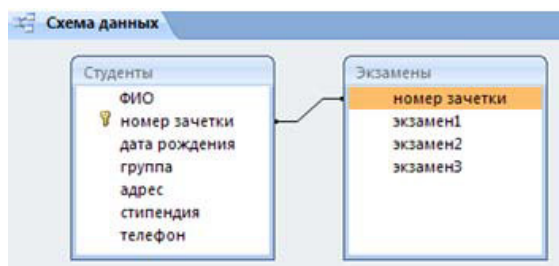 Схема данных
Студенты
ФИО
номер зачетки
дата рождения
группа
адрес
стипендия
телефон
Экзамены
номер зачетки
экзамен1
экзамен2
экзамен3